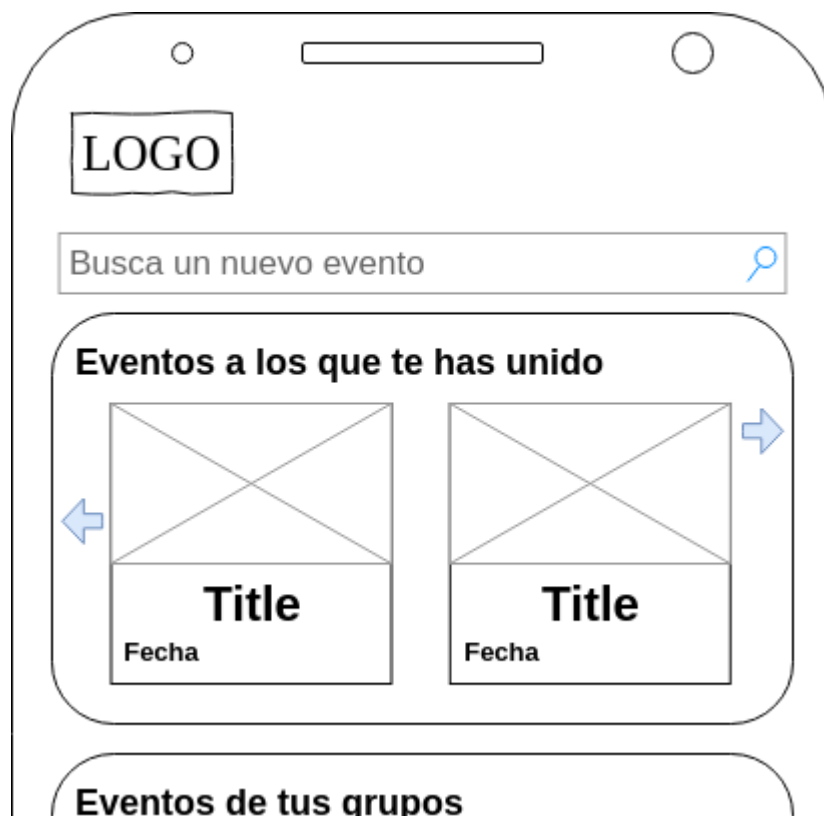 LOGO
Busca un nuevo evento
Eventos a los que te has unido
Title
Fecha
Title
Fecha
Eventos de tus grupos